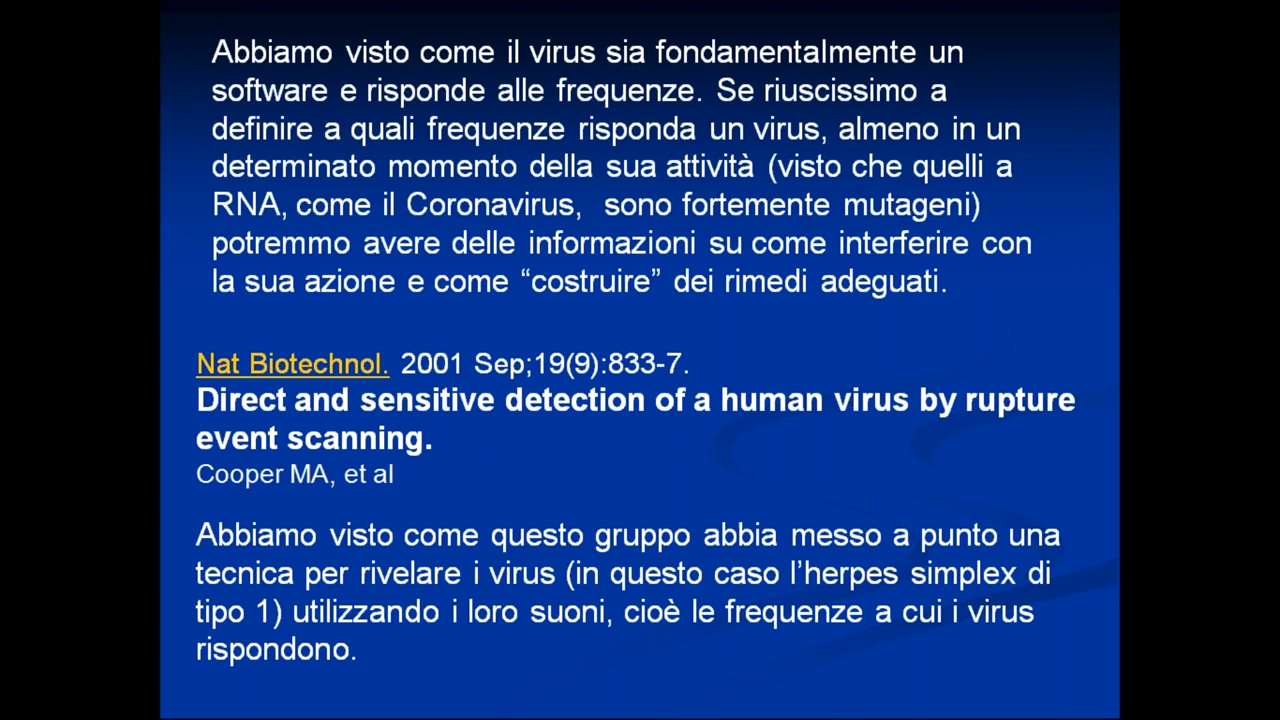 Abbiamo visto come il virus sia fondamentalmente un
software e risponde alle frequenze. Se riuscissimo a
definire a quali frequenze risponda un virus, almeno in un
determinato momento della sua attività (visto che quelli a
RNA, come il Coronavirus, sono fortemente mutageni)
potremmo avere delle informazioni su come interferire con
la sua azione e come “costruire” dei rimedi adeguati.
Nat Biotechnol. 2001 Sep;19(9):833-7.
Direct and sensitive detection of a human virus by rupture
event scanning.
Cooper MA, et al
Abbiamo visto come questo gruppo abbia messo a punto una
tecnica per rivelare i virus (in questo caso l’herpes simplex di
tipo 1) utilizzando i loro suoni, cioè le frequenze a cui i virus
rispondono.